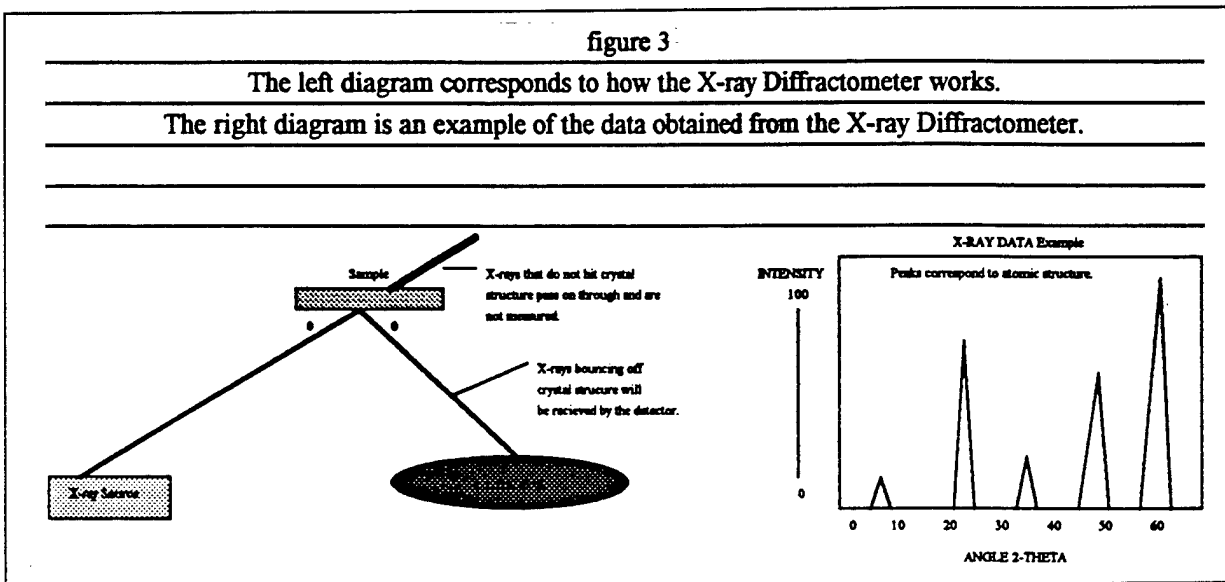 figure 3
The left diagram corresponds to how the X-ray Diffractometer works.
The right diagram is an example of the data obtained from the X-ray Diffractometer.
Sample
X-rays that do not hit crystal
structure pass on through and are
not measured.
θ θ
X-rays bouncing off
crystal strucure will
be recieved by the detector.
X-ray Source
X-RAY DATA Example
Peaks correspond to atomic structure.
INTENSITY
100
0
0 10 20 30 40 50 60
ANGLE 2-THETA